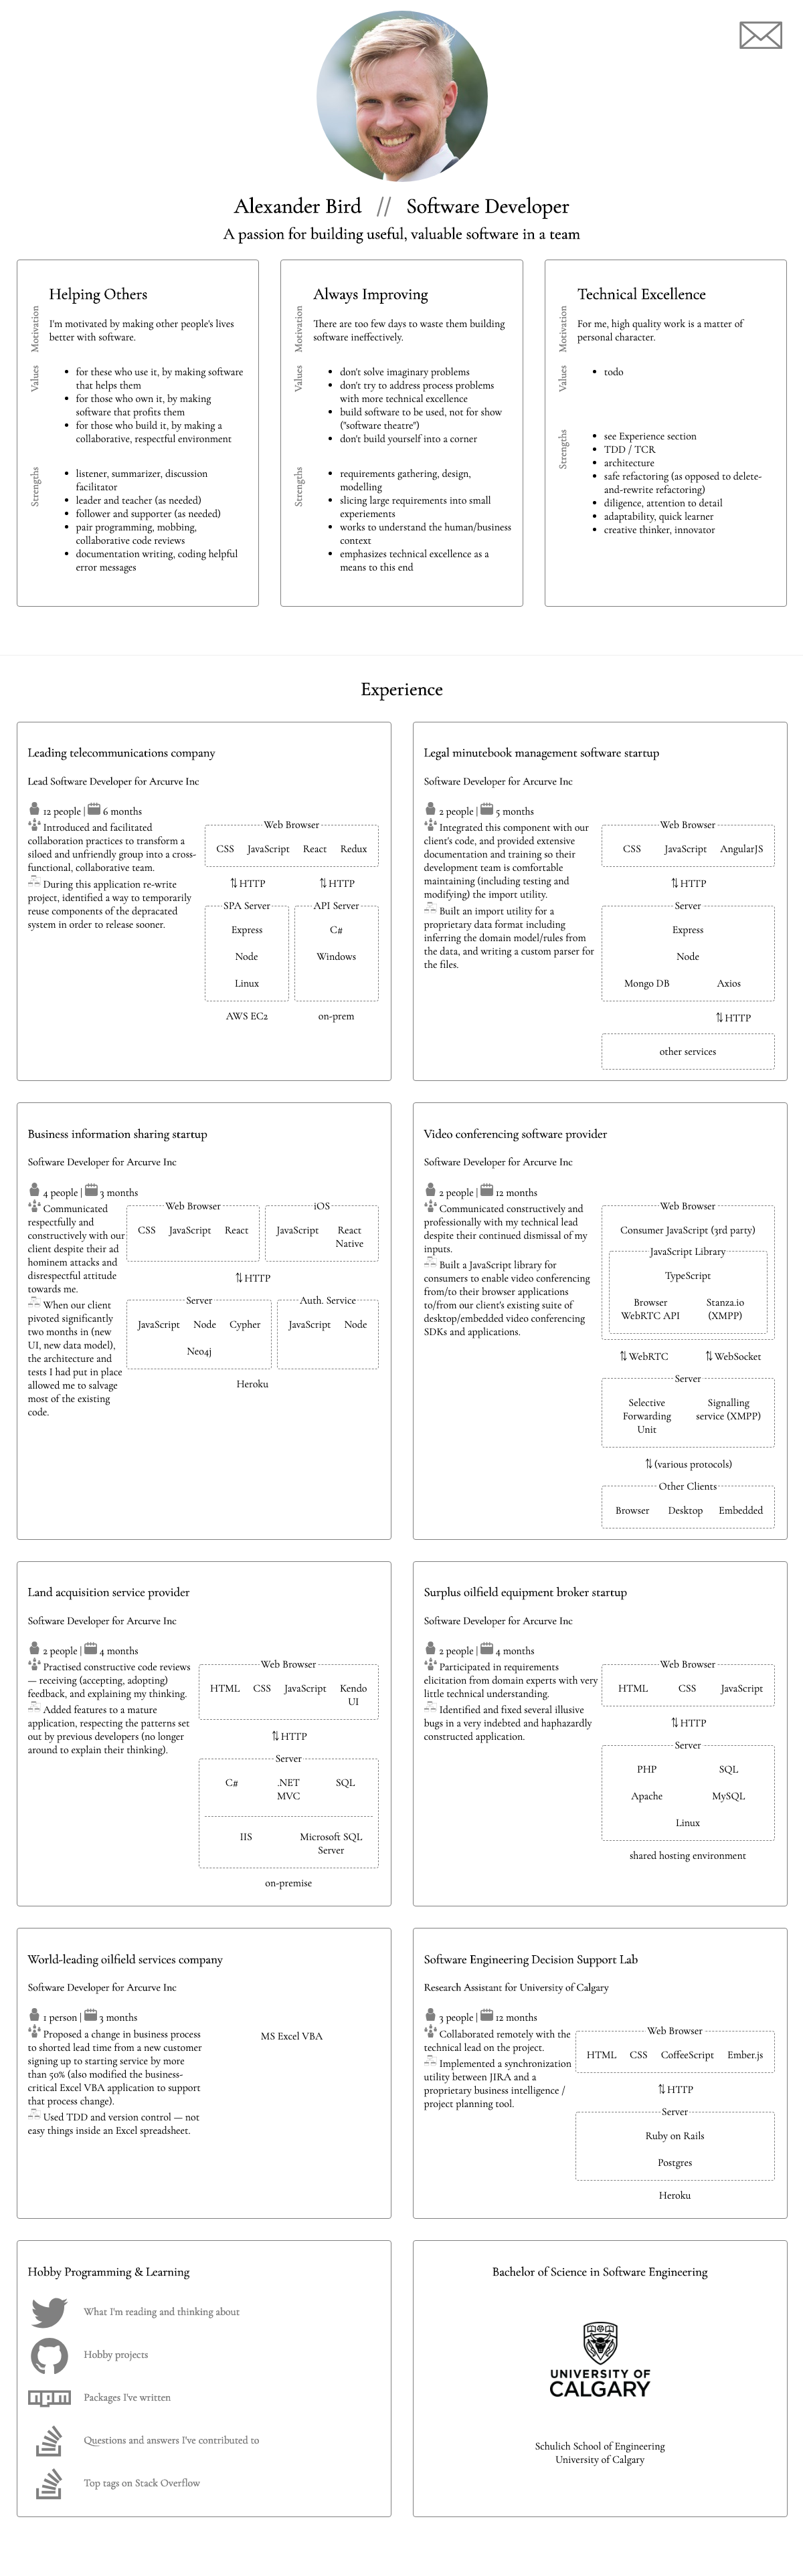 Alexander Bird // Software Developer
A passion for building useful, valuable software in a team
Helping Others
Motivation
I'm motivated by making other people's lives
better with software.
Values
• for these who use it, by making software
that helps them
• for those who own it, by making
software that profits them
• for those who build it, by making a
collaborative, respectful environment
Strengths
• listener, summarizer, discussion
facilitator
• leader and teacher (as needed)
• follower and supporter (as needed)
• pair programming, mobbing,
collaborative code reviews
• documentation writing, coding helpful
error messages
Always Improving
Motivation
There are too few days to waste them building
software ineffectively.
Values
• don't solve imaginary problems
• don't try to address process problems
with more technical excellence
• build software to be used, not for show
("software theatre")
• don't build yourself into a corner
Strengths
• requirements gathering, design,
modelling
• slicing large requirements into small
experiements
• works to understand the human/business
context
• emphasizes technical excellence as a
means to this end
Technical Excellence
Motivation
For me, high quality work is a matter of
personal character.
Values
• todo
Strengths
• see Experience section
• TDD / TCR
• architecture
• safe refactoring (as opposed to delete-
and-rewrite refactoring)
• diligence, attention to detail
• adaptability, quick learner
• creative thinker, innovator
Experience
Leading telecommunications company
Lead Software Developer for Arcurve Inc
12 people | 6 months
Introduced and facilitated
collaboration practices to transform a
siloed and unfriendly group into a cross-
functional, collaborative team.
During this application re-write
project, identified a way to temporarily
reuse components of the depracated
system in order to release sooner.
Web Browser
CSS JavaScript React Redux
⇅ HTTP ⇅ HTTP
SPA Server API Server
Express C#
Node Windows
Linux
AWS EC2 on-prem
Legal minutebook management software startup
Software Developer for Arcurve Inc
2 people | 5 months
Integrated this component with our
client's code, and provided extensive
documentation and training so their
development team is comfortable
maintaining (including testing and
modifying) the import utility.
Built an import utility for a
proprietary data format including
inferring the domain model/rules from
the data, and writing a custom parser for
the files.
Web Browser
CSS JavaScript AngularJS
⇅ HTTP
Server
Express
Node
Mongo DB Axios
⇅ HTTP
other services
Business information sharing startup
Software Developer for Arcurve Inc
4 people | 3 months
Communicated
respectfully and
constructively with our
client despite their ad
hominem attacks and
disrespectful attitude
towards me.
When our client
pivoted significantly
two months in (new
UI, new data model),
the architecture and
tests I had put in place
allowed me to salvage
most of the existing
code.
Web Browser iOS
CSS JavaScript React JavaScript React
Native
⇅ HTTP
Server Auth. Service
JavaScript Node Cypher JavaScript Node
Neo4j
Heroku
Video conferencing software provider
Software Developer for Arcurve Inc
2 people | 12 months
Communicated constructively and
professionally with my technical lead
despite their continued dismissal of my
inputs.
Built a JavaScript library for
consumers to enable video conferencing
from/to their browser applications
to/from our client's existing suite of
desktop/embedded video conferencing
SDKs and applications.
Web Browser
Consumer JavaScript (3rd party)
JavaScript Library
TypeScript
Browser Stanza.io
WebRTC API (XMPP)
⇅ WebRTC ⇅ WebSocket
Server
Selective Signalling
Forwarding service (XMPP)
Unit
⇅ (various protocols)
Other Clients
Browser Desktop Embedded
Land acquisition service provider
Software Developer for Arcurve Inc
2 people | 4 months
Practised constructive code reviews
— receiving (accepting, adopting)
feedback, and explaining my thinking.
Added features to a mature
application, respecting the patterns set
out by previous developers (no longer
around to explain their thinking).
Web Browser
HTML CSS JavaScript Kendo
UI
⇅ HTTP
Server
C# .NET SQL
MVC
IIS Microsoft SQL
Server
on-premise
Surplus oilfield equipment broker startup
Software Developer for Arcurve Inc
2 people | 4 months
Participated in requirements
elicitation from domain experts with very
little technical understanding.
Identified and fixed several illusive
bugs in a very indebted and haphazardly
constructed application.
Web Browser
HTML CSS JavaScript
⇅ HTTP
Server
PHP SQL
Apache MySQL
Linux
shared hosting environment
World-leading oilfield services company
Software Developer for Arcurve Inc
1 person | 3 months
Proposed a change in business process
to shorted lead time from a new customer
signing up to starting service by more
than 50% (also modified the business-
critical Excel VBA application to support
that process change).
Used TDD and version control — not
easy things inside an Excel spreadsheet.
MS Excel VBA
Software Engineering Decision Support Lab
Research Assistant for University of Calgary
3 people | 12 months
Collaborated remotely with the
technical lead on the project.
Implemented a synchronization
utility between JIRA and a
proprietary business intelligence /
project planning tool.
Web Browser
HTML CSS CoffeeScript Ember.js
⇅ HTTP
Server
Ruby on Rails
Postgres
Heroku
Hobby Programming & Learning
What I'm reading and thinking about
Hobby projects
npm
Packages I've written
Questions and answers I've contributed to
Top tags on Stack Overflow
Bachelor of Science in Software Engineering
UNIVERSITY OF
CALGARY
Schulich School of Engineering
University of Calgary